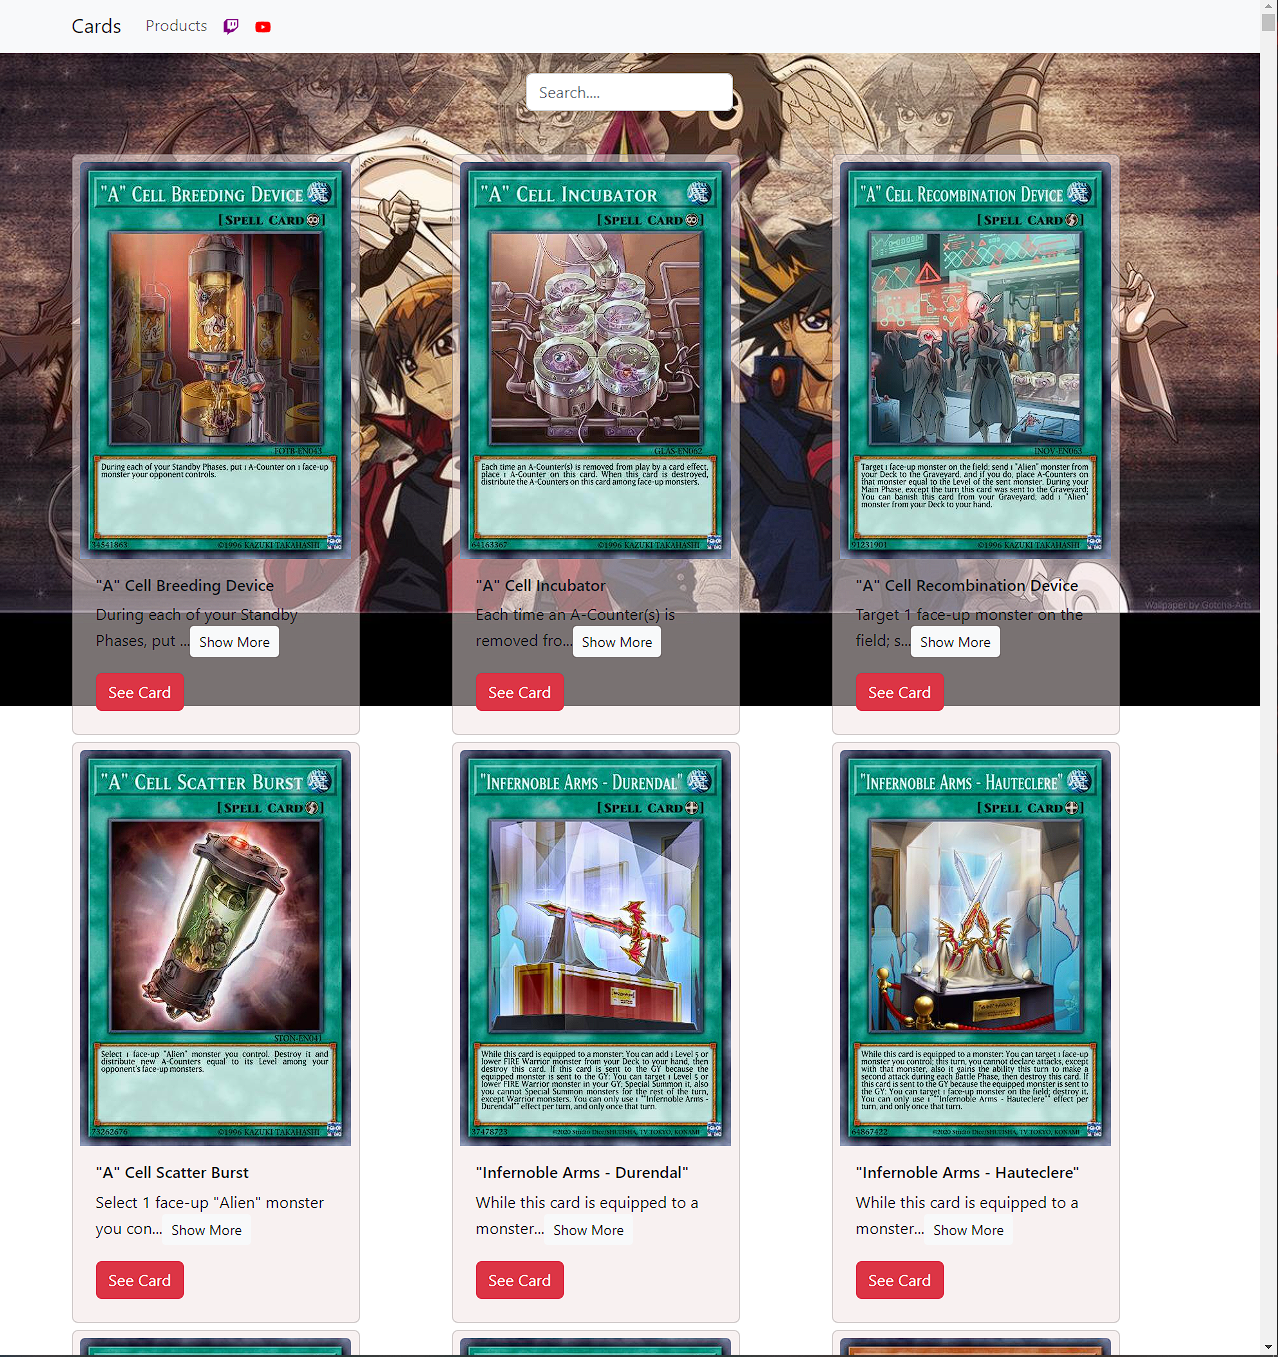 Cards Products
Search....
"A" Cell Breeding Device
[Spell Card]
FOTB-EN043
During each of your Standby Phases, put 1 A-Counter on 1 face-up
monster your opponent controls.
34541863 ©1996 KAZUKI TAKAHASHI
"A" Cell Breeding Device
During each of your Standby
Phases, put ...Show More
See Card
"A" Cell Incubator
[Spell Card]
GLAS-EN062
Each time an A-Counter(s) is removed from play by a card effect,
place 1 A-Counter on this card. When this card is destroyed,
distribute the A-Counters on this card among face-up monsters.
64163367 ©1996 KAZUKI TAKAHASHI
"A" Cell Incubator
Each time an A-Counter(s) is
removed fro...Show More
See Card
"A" Cell Recombination Device
[Spell Card]
INOV-EN063
Target 1 face-up monster on the field; send 1 "Alien" monster from
your Deck to the Graveyard, and if you do, place A-Counters on
that monster equal to the Level of the sent monster. During your
Main Phase, except the turn this card was sent to the Graveyard:
You can banish this card from your Graveyard; add 1 "Alien"
monster from your Deck to your hand.
91231901 ©1996 KAZUKI TAKAHASHI
"A" Cell Recombination Device
Target 1 face-up monster on the
field; s...Show More
See Card
Wallpaper by Gotcha-Arts
"A" Cell Scatter Burst
[Spell Card]
STON-EN041
Select 1 face-up "Alien" monster you control. Destroy it and
distribute new A-Counters equal to its Level among your
opponent's face-up monsters.
73262676 ©1996 KAZUKI TAKAHASHI
"A" Cell Scatter Burst
Select 1 face-up "Alien" monster
you con...Show More
See Card
"Infernoble Arms - Durendal"
[Spell Card]
While this card is equipped to a monster: You can add 1 Level 5 or
lower FIRE Warrior monster from your Deck to your hand, then
destroy this card. If this card is sent to the GY because the
equipped monster is sent to the GY: You can target 1 Level 5 or
lower FIRE Warrior monster in your GY; Special Summon it, also
you cannot Special Summon monsters for the rest of the turn,
except Warrior monsters. You can only use 1 ""Infernoble Arms -
Durendal"" effect per turn, and only once that turn.
37478723 ©2020 Studio Dice/SHUEISHA, TV TOKYO, KONAMI
"Infernoble Arms - Durendal"
While this card is equipped to a
monster... Show More
See Card
"Infernoble Arms - Hauteclere"
[Spell Card]
While this card is equipped to a monster: You can target 1 face-up
monster you control; this turn, you cannot declare attacks, except
with that monster, also it gains the ability this turn to make a
second attack during each Battle Phase, then destroy this card. If
this card is sent to the GY because the equipped monster is sent to
the GY: You can target 1 face-up monster on the field; destroy it.
You can only use 1 ""Infernoble Arms - Hauteclere"" effect per
turn, and only once that turn.
64867422 ©2020 Studio Dice/SHUEISHA, TV TOKYO, KONAMI
"Infernoble Arms - Hauteclere"
While this card is equipped to a
monster... Show More
See Card